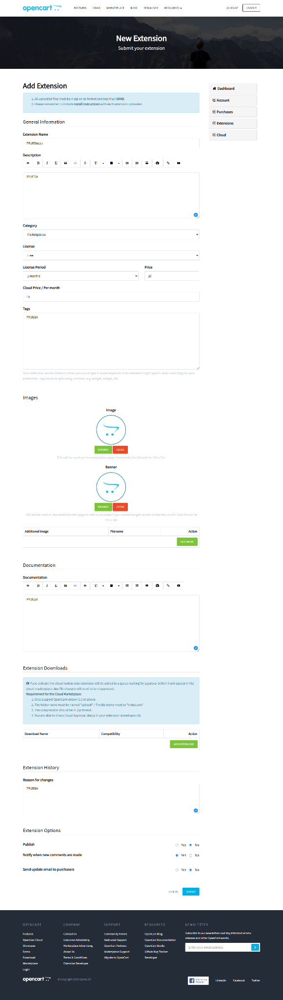 opencart FEATURES DEMO MARKETPLACE BLOG DOWNLOAD RESOURCES ACCOUNT LOGOUT
New Extension
Submit your extension
Add Extension
1. All uploaded files must be in zip or rar format and less than 50MB.
2. Please remember to include install instructions with each extension uploaded.
Dashboard
Account
Purchases
Extensions
Cloud
General Information
Extension Name
PRUEBA123
Description
B I U T
PRUEBA
Category
Marketplaces
License
Free
License Period Price
1 months 10
Cloud Price / Per month
10
Tags
PRUEBA
Your extension can be visible to others you must type in some keywords that members might type in when searching for your
extensions. Tags must be split using commas. e.g. widget, widget, etc
Images
Image
BROWSE CLEAR
This will be used on the marketplace page thumbnail. Size Should be
Banner
BROWSE CLEAR
This will be used on the extension info page as well as a banner if your extension gets added to the feature list. Size Should be
710 x 380
Additional Image Filename Action
ADD IMAGE
Documentation
Documentation
B I U T
PRUEBA
Extension Downloads
If you activate the cloud button your extension will be added to a queue waiting for approval before it will appear in the
cloud marketplace. Any file changes will need to be reapproved.
Requirement for the Cloud Marketplace:
1. Only support OpenCart version 3.0 or above.
2. The folder name must be named "upload" / The file name must be "install.xml"
3. The compression should be in Zip format.
4. You are able to check Cloud Approval Status in your extension downloads list.
Download Name Compatibility Action
ADD DOWNLOAD
Extension History
Reason for changes
PRUEBA
Extension Options
Publish Yes No
Notify when new comments are made Yes No
Send update email to purchasers Yes No
CANCEL SUBMIT
OPENCART COMPANY SUPPORT RESOURCES NEWSLETTER
Features Contact Us Community Forum OpenCart Blog Subscribe to our newsletters and stay informed of new
OpenCart Cloud Extension Advertising Dedicated Support OpenCart Documentation releases and other OpenCart events.
Showcase Marketplace Advertising OpenCart Partners OpenCart Books Enter your email address
Demo About Us Marketplace Support Github Bug Tracker
Download Terms & Conditions Migrate to OpenCart Developer
Marketplace Extension Developer
Login
opencart © Copyright 2023 OpenCart Marketing Partner Linkedin Facebook Twitter